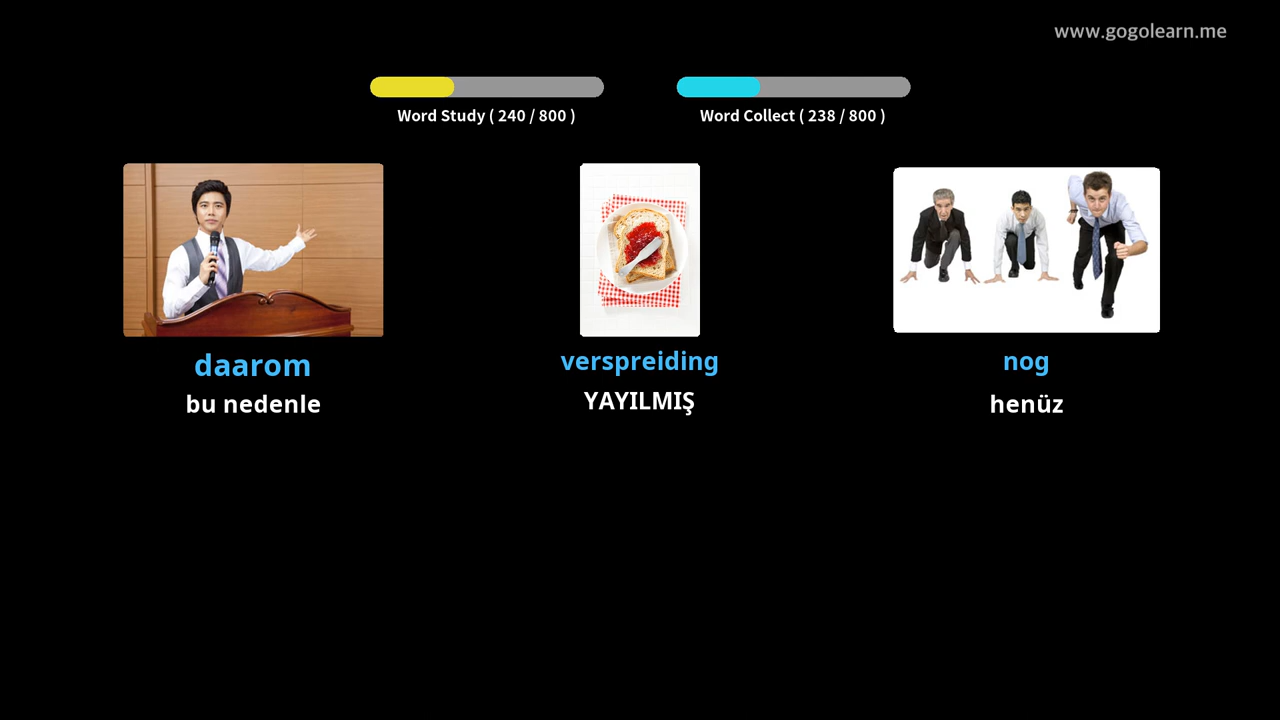 www.gogolearn.me
Word Study ( 240 / 800 )
Word Collect ( 238 / 800 )
daarom
bu nedenle
verspreiding
YAYILMIŞ
nog
henüz